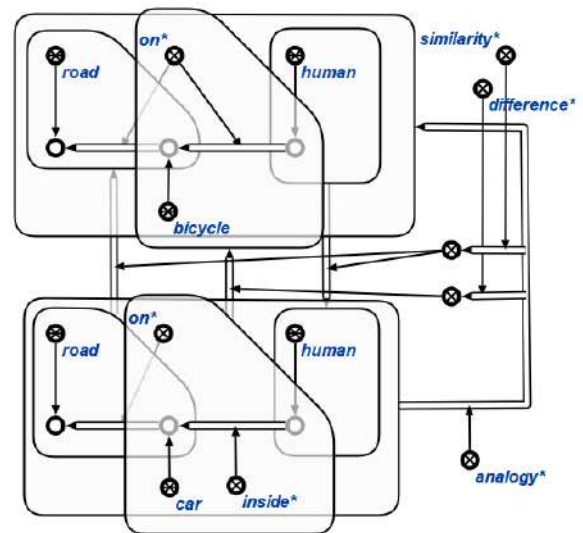 on*
similarity*
road
human
difference*
bicycle
on*
road
human
car
inside*
analogy*